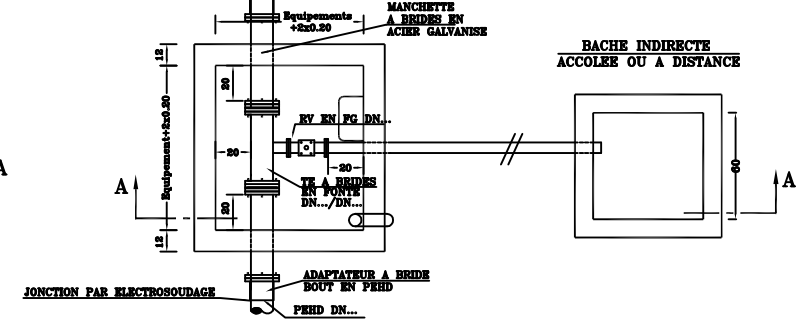 MANCHETTE
A BRIDES EN
ACIER GALVANISE
Equipements
+2x0.20
BACHE INDIRECTE
ACCOLEE OU A DISTANCE
12
20
RV EN FG DN...
Equipement+2x0.20
20
20
60
A
A
A
TE A BRIDES
EN FONTE
DN.../DN...
20
12
ADAPTATEUR A BRIDE
BOUT EN PEHD
JONCTION PAR ELECTROSOUDAGE
PEHD DN...